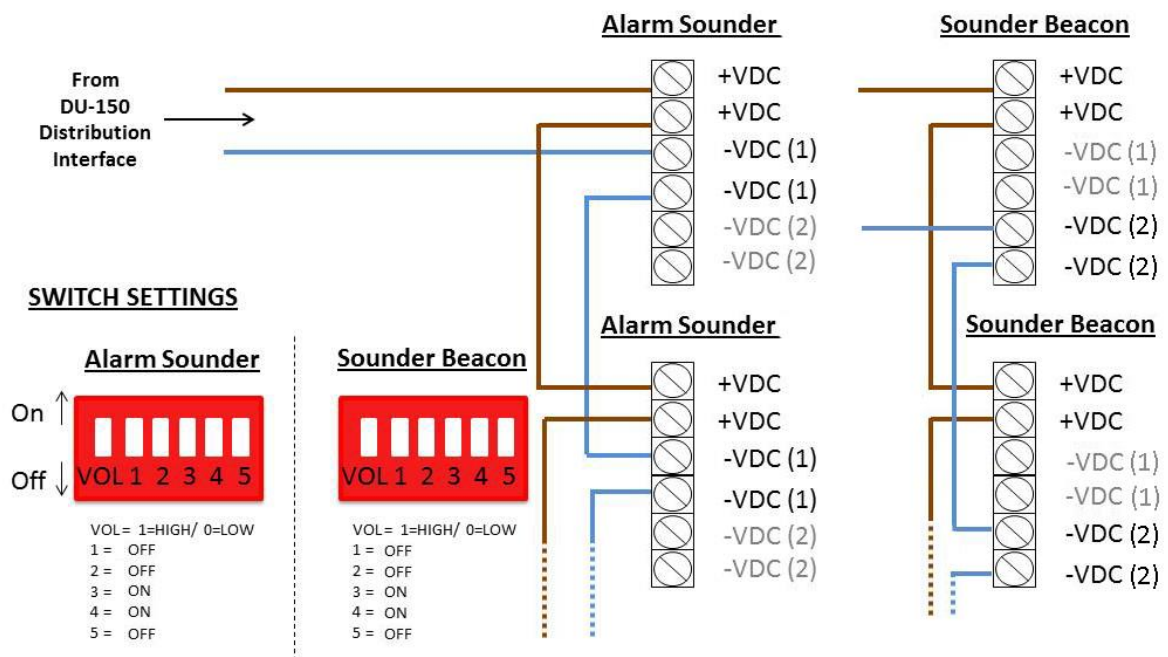 Alarm Sounder
Sounder Beacon
From
DU-150
Distribution
Interface
+VDC
+VDC
-VDC (1)
-VDC (1)
-VDC (2)
-VDC (2)
+VDC
+VDC
-VDC (1)
-VDC (1)
-VDC (2)
-VDC (2)
SWITCH SETTINGS
Alarm Sounder
On
Off
VOL 1 2 3 4 5
VOL= 1=HIGH/ 0=LOW
1 = OFF
2 = OFF
3 = ON
4 = ON
5 = OFF
Sounder Beacon
VOL 1 2 3 4 5
VOL= 1=HIGH/ 0=LOW
1 = OFF
2 = OFF
3 = ON
4 = ON
5 = OFF
Alarm Sounder
+VDC
+VDC
-VDC (1)
-VDC (1)
-VDC (2)
-VDC (2)
Sounder Beacon
+VDC
+VDC
-VDC (1)
-VDC (1)
-VDC (2)
-VDC (2)